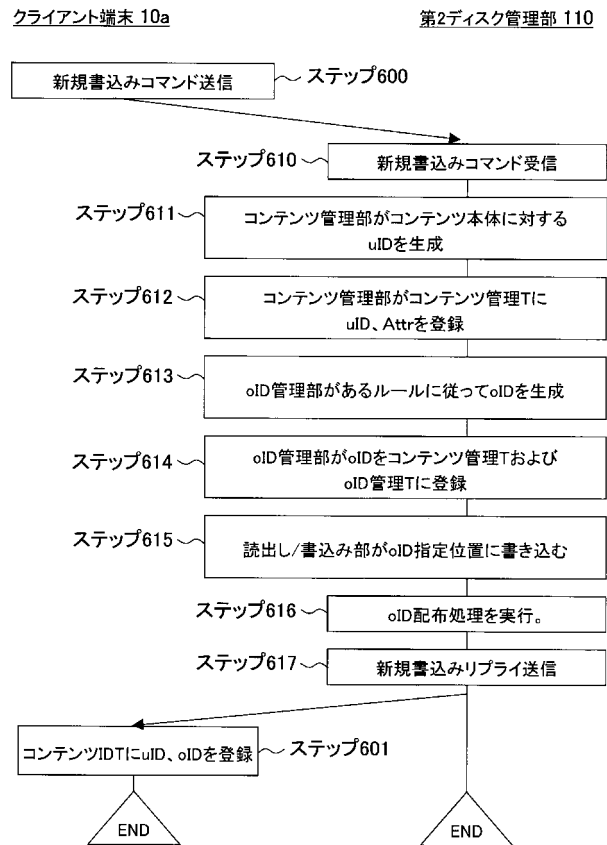 クライアント端末 10a
第2ディスク管理部 110
新規書込みコマンド送信
ステップ600
ステップ610
新規書込みコマンド受信
ステップ611
コンテンツ管理部がコンテンツ本体に対する
uIDを生成
ステップ612
コンテンツ管理部がコンテンツ管理Tに
uID、Attrを登録
ステップ613
oID管理部があるルールに従ってoIDを生成
ステップ614
oID管理部がoIDをコンテンツ管理Tおよび
oID管理Tに登録
ステップ615
読出し/書込み部がoID指定位置に書き込む
ステップ616
oID配布処理を実行。
ステップ617
新規書込みリプライ送信
コンテンツIDTにuID、oIDを登録
ステップ601
END
END